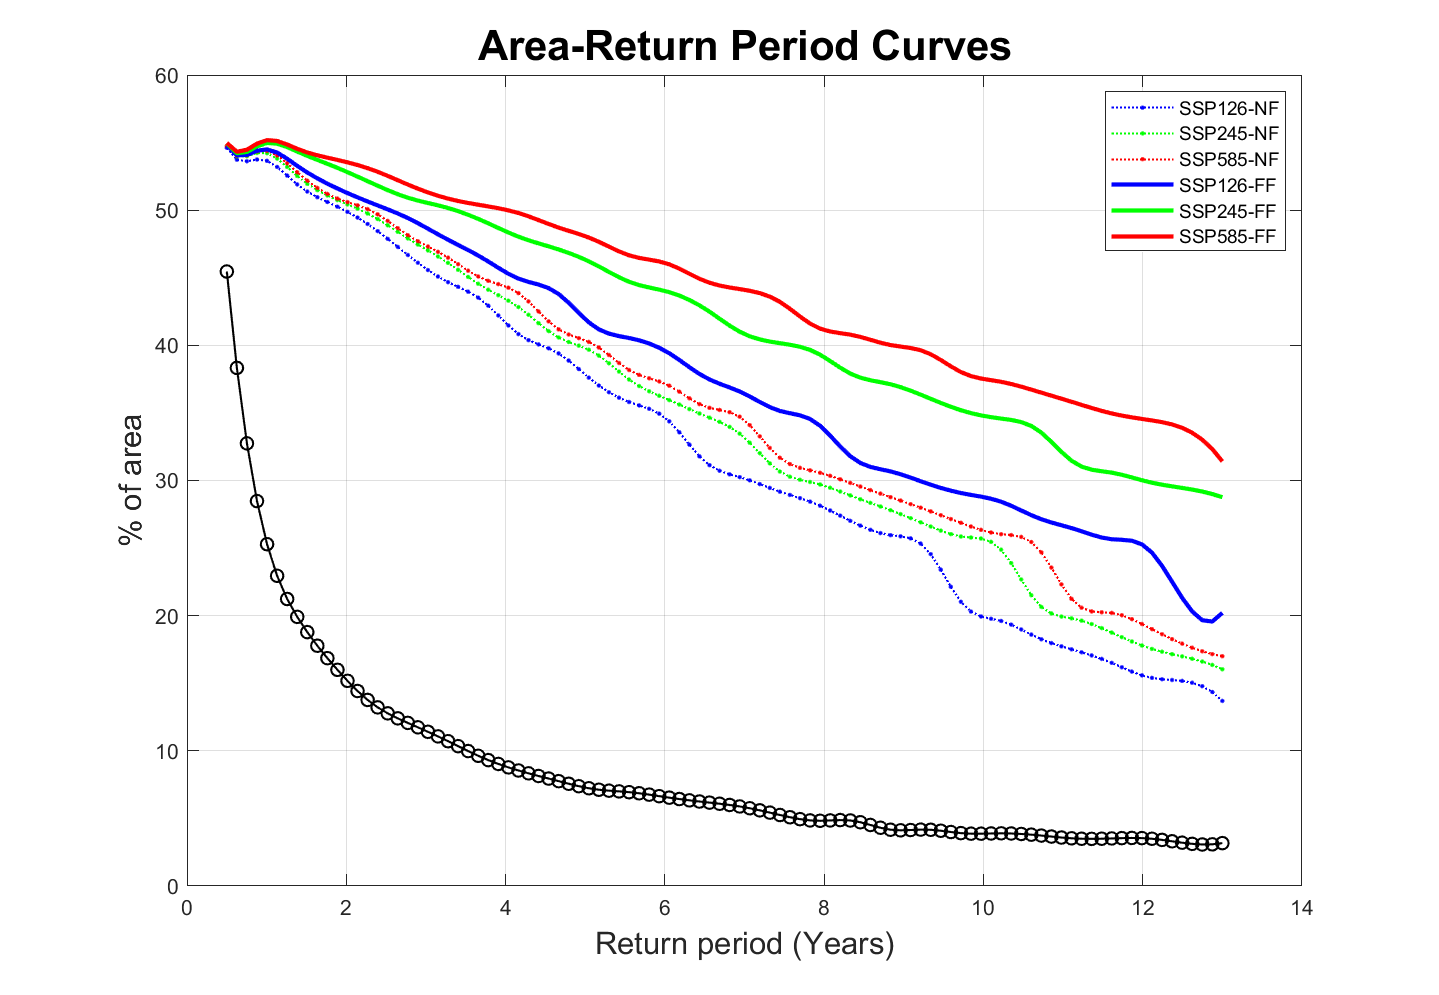 Area-Return Period Curves
60
50
40
30
20
10
0
% of area
SSP126-NF
SSP245-NF
SSP585-NF
SSP126-FF
SSP245-FF
SSP585-FF
0 2 4 6 8 10 12 14
Return period (Years)